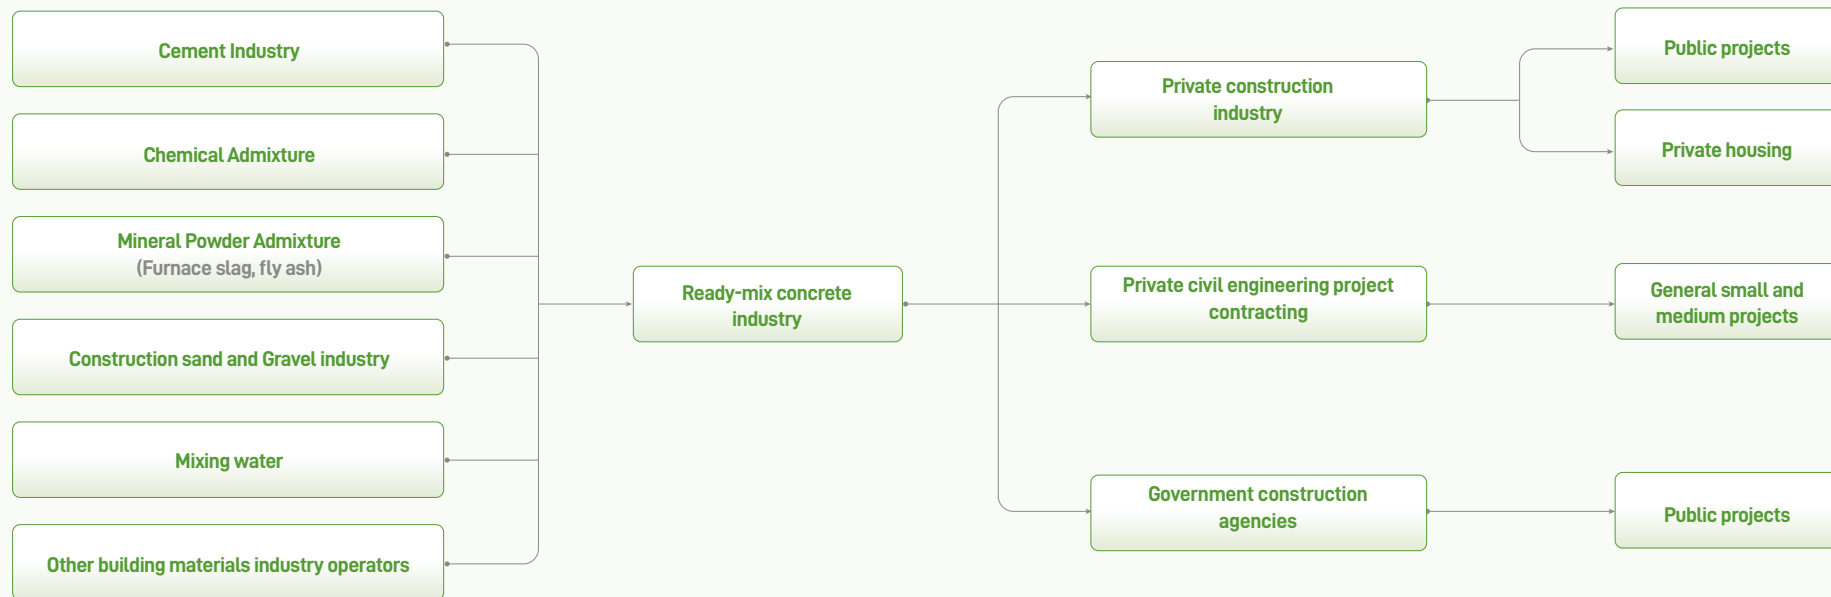 Cement Industry
Chemical Admixture
Mineral Powder Admixture
(Furnace slag, fly ash)
Construction sand and Gravel industry
Mixing water
Other building materials industry operators
Ready-mix concrete
industry
Private construction
industry
Private civil engineering project
contracting
Government construction
agencies
Public projects
Private housing
General small and
medium projects
Public projects